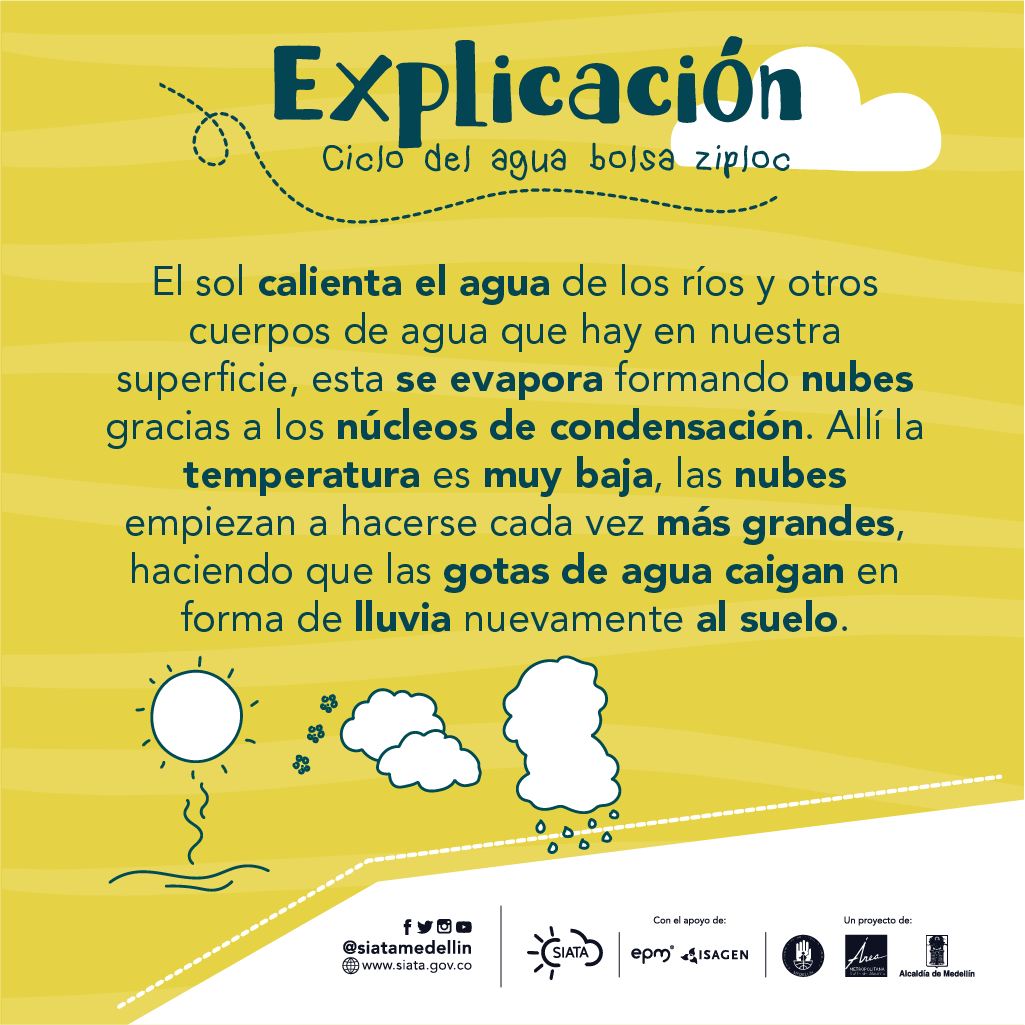 Explicación
Ciclo del agua bolsa ziploc
El sol calienta el agua de los ríos y otros
cuerpos de agua que hay en nuestra
superficie, esta se evapora formando nubes
gracias a los núcleos de condensación. Allí la
temperatura es muy baja, las nubes
empiezan a hacerse cada vez más grandes,
haciendo que las gotas de agua caigan en
forma de lluvia nuevamente al suelo.
@siatamedellin
www.siata.gov.co
SIATA
Con el apoyo de:
epm
ISAGEN
Un proyecto de:
Área
METROPOLITANA
Alcaldía de Medellín